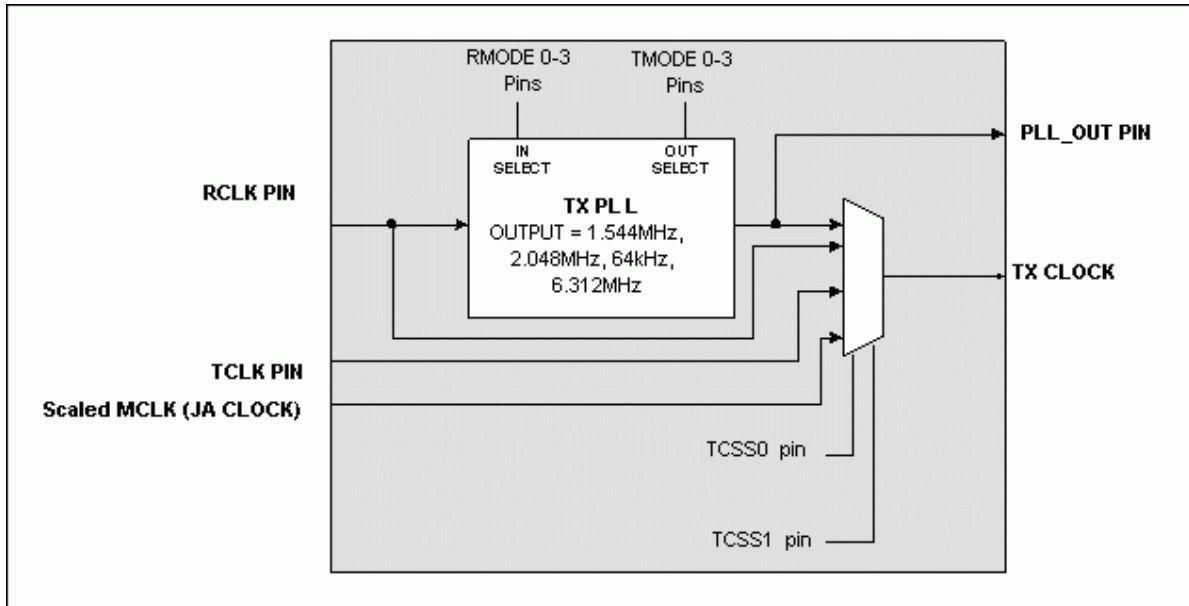 RMODE 0-3
Pins
TMODE 0-3
Pins
PLL_OUT PIN
IN
SELECT
OUT
SELECT
RCLK PIN
TX PL L
OUTPUT = 1.544MHz,
2.048MHz, 64kHz,
6.312MHz
TX CLOCK
TCLK PIN
Scaled MCLK (JA CLOCK)
TCSS0 pin
TCSS1 pin